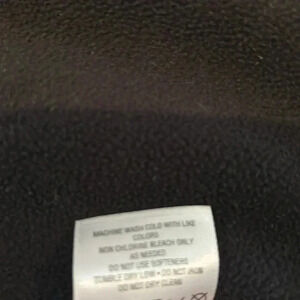 MACHINE WASH COLD WITH LIKE
COLORS
NON CHLORINE BLEACH ONLY
AS NEEDED
DO NOT USE SOFTENERS
TUMBLE DRY LOW • DO NOT IRON
DO NOT DRY CLEAN